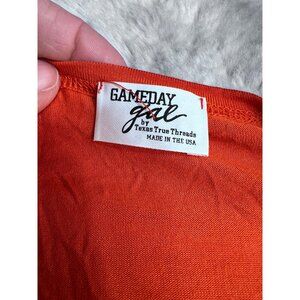 GAMEDAY
gal
by
Texas True Threads
MADE IN THE USA